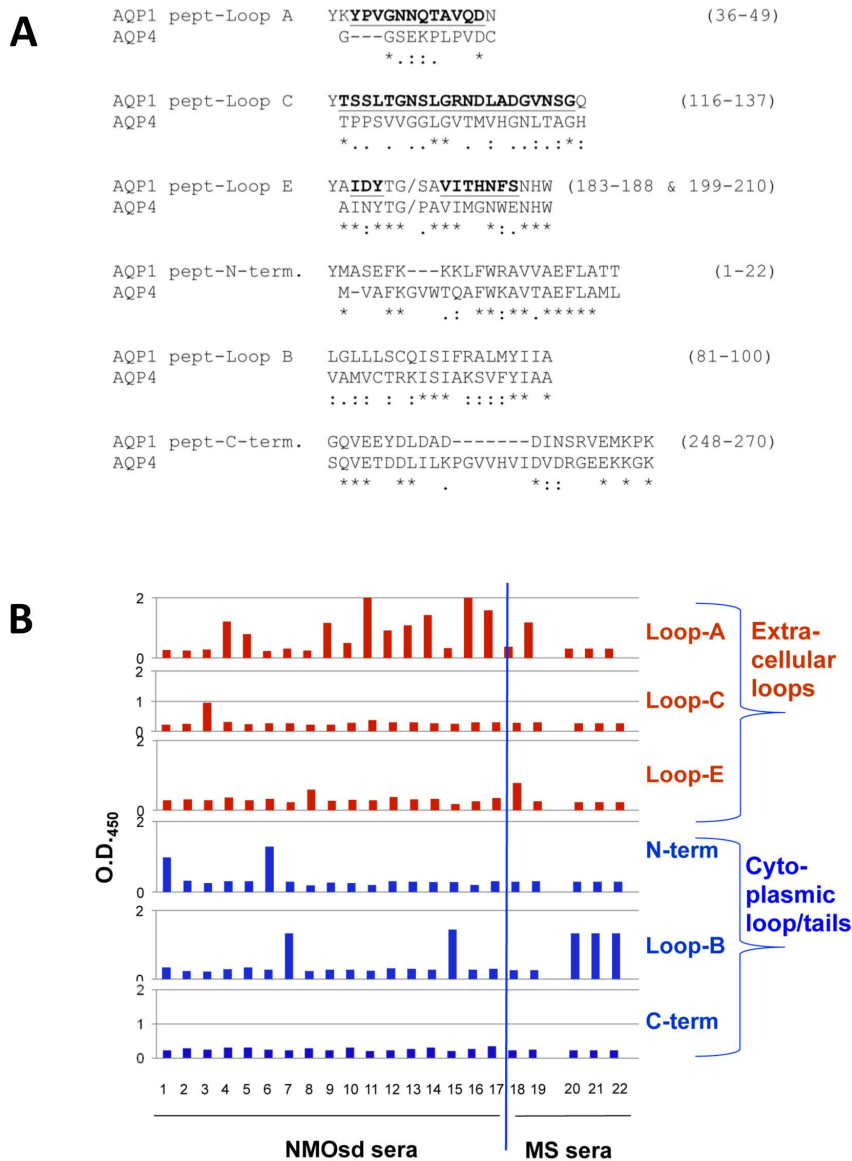 A
AQP1 pept-Loop A YKYPVGNNQTAVQDN (36-49)
AQP4 G---GSEKPLPVDC
*.::. *
AQP1 pept-Loop C YTSSLTGNSLGRNDLADGVNSGQ (116-137)
AQP4 TPPSVVGGLGVTMVHGNLTAGH
*.. . ..** . : ..:.:*:
AQP1 pept-Loop E YAIDYTG/SAVITHNFSNHW (183-188 & 199-210)
AQP4 AINYTG/PAVIMGNWENHW
**:*** .*** *:.***
AQP1 pept-N-term. YMASEFK---KKLFWRAVVAEFLATT (1-22)
AQP4 M-VAFKGVWTQAFWKAVTAEFLAML
* ** .: **:**.*****
AQP1 pept-Loop B LGLLLSCQISIFRALMYIIA (81-100)
AQP4 VAMVCTRKISIAKSVFYIAA
:.:: : :*** ::::** *
AQP1 pept-C-term. GQVEEYDLDAD-------DINSRVEMKPK (248-270)
AQP4 SQVETDDLILKPGVVHVIDVDRGEEKKGK
*** ** . *:: * * *
B
2
0
Loop-A
2
1
0
Loop-C
2
0
Loop-E
Extra-
cellular
loops
O.D.450
2
0
N-term
2
0
Loop-B
2
1
0
C-term
Cyto-
plasmic
loop/tails
1 2 3 4 5 6 7 8 9 10 11 12 13 14 15 16 17 18 19 20 21 22
NMOsd sera MS sera